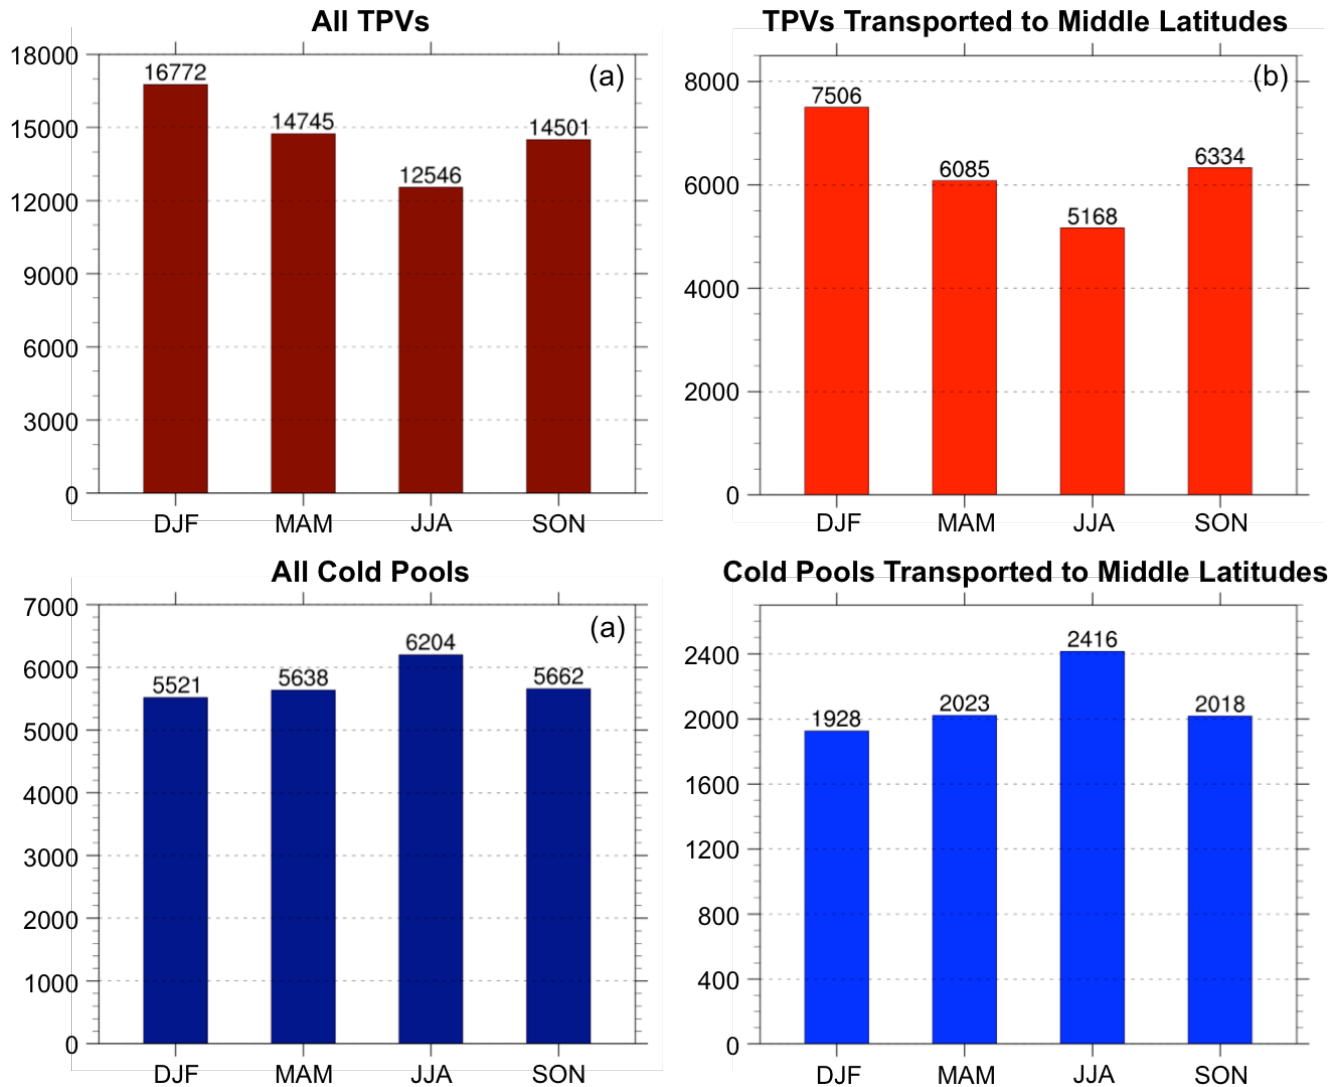 All TPVs
18000
15000
12000
9000
6000
3000
0
16772
14745
12546
14501
(a)
DJF
MAM
JJA
SON
TPVs Transported to Middle Latitudes
8000
6000
4000
2000
0
7506
6085
5168
6334
(b)
DJF
MAM
JJA
SON
All Cold Pools
7000
6000
5000
4000
3000
2000
1000
0
5521
5638
6204
5662
(a)
DJF
MAM
JJA
SON
Cold Pools Transported to Middle Latitudes
2400
2000
1600
1200
800
400
0
1928
2023
2416
2018
DJF
MAM
JJA
SON